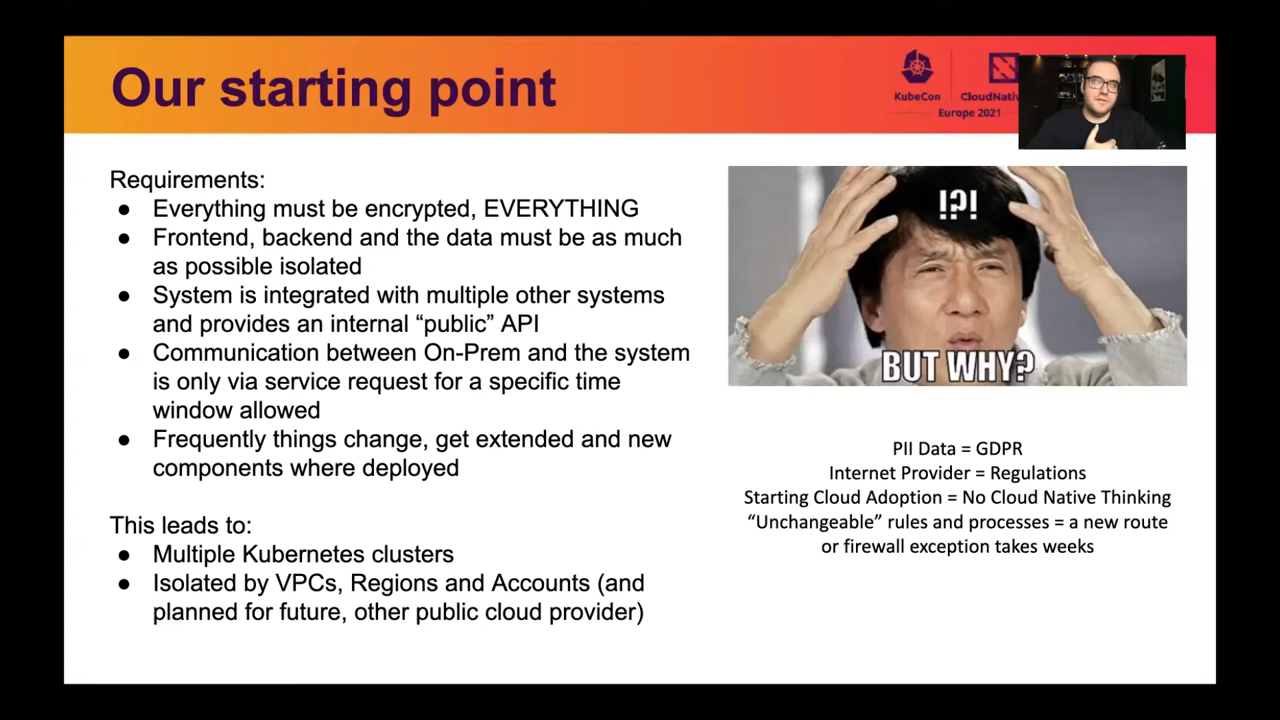 Our starting point
KubeCon
CloudNativ
Europe 2021
Requirements:
● Everything must be encrypted, EVERYTHING
● Frontend, backend and the data must be as much
as possible isolated
● System is integrated with multiple other systems
and provides an internal “public” API
● Communication between On-Prem and the system
is only via service request for a specific time
window allowed
● Frequently things change, get extended and new
components where deployed
This leads to:
● Multiple Kubernetes clusters
● Isolated by VPCs, Regions and Accounts (and
planned for future, other public cloud provider)
!?!
BUT WHY?
PII Data = GDPR
Internet Provider = Regulations
Starting Cloud Adoption = No Cloud Native Thinking
“Unchangeable” rules and processes = a new route
or firewall exception takes weeks